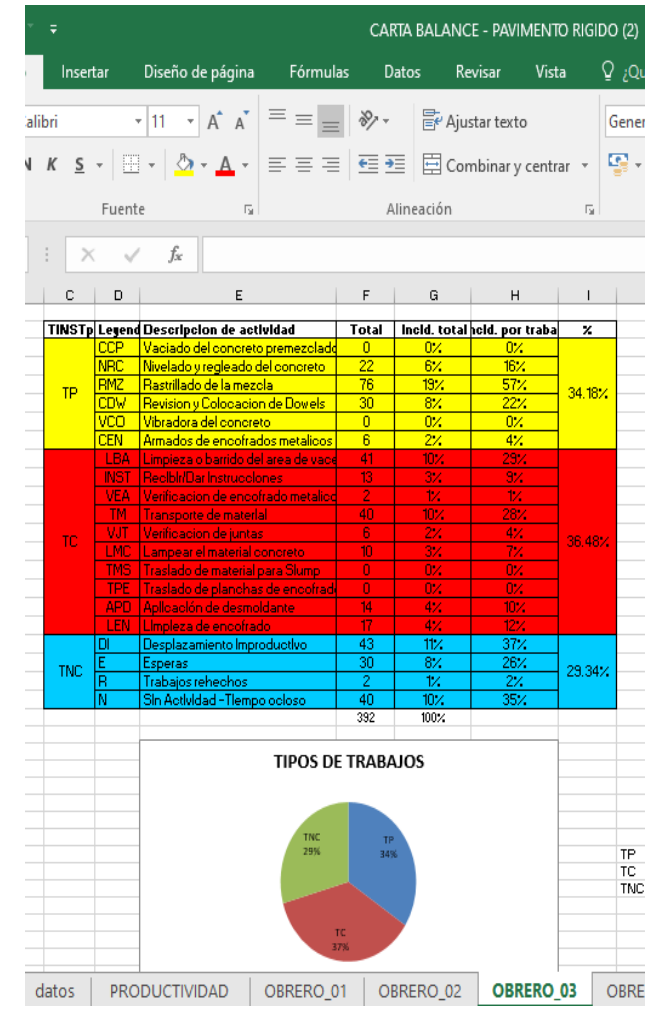 CARTA BALANCE - PAVIMENTO RIGIDO (2)
Insertar Diseño de página Fórmulas Datos Revisar Vista ¿Qu
alibri 11 A A Ajustar texto Gener
N K S A Combinar y centrar
Fuente Alineación
fx
C D E F G H I
TINSTp Leyend Descripcion de actividad Total Incid. total ncid. por traba %
CCP Vaciado del concreto premezclado 0 0% 0%
NRC Nivelado y regleado del concreto 22 6% 16%
RMZ Rastrillado de la mezcla 76 19% 57%
TP 34.18%
CDW Revision y Colocacion de Dowels 30 8% 22%
VCO Vibradora del concreto 0 0% 0%
CEN Armados de encofrados metalicos 6 2% 4%
LBA Limpieza o barrido del area de vace 41 10% 29%
INST Recibir/Dar Instrucciones 13 3% 9%
VEA Verificacion de encofrado metalico 2 1% 1%
TM Transporte de material 40 10% 28%
VJT Verificacion de juntas 6 2% 4%
TC 36.48%
LMC Lampear el material concreto 10 3% 7%
TMS Traslado de material para Slump 0 0% 0%
TPE Traslado de planchas de encofrad 0 0% 0%
APD Aplicación de desmoldante 14 4% 10%
LEN Limpieza de encofrado 17 4% 12%
DI Desplazamiento Improductivo 43 11% 37%
E Esperas 30 8% 26%
TNC 29.34%
R Trabajos rehechos 2 1% 2%
N Sin Actividad -Tiempo ocioso 40 10% 35%
392 100%
TIPOS DE TRABAJOS
TNC
29%
TP
34%
TC
37%
TP
TC
TNC
datos PRODUCTIVIDAD OBRERO_01 OBRERO_02 OBRERO_03 OBRE